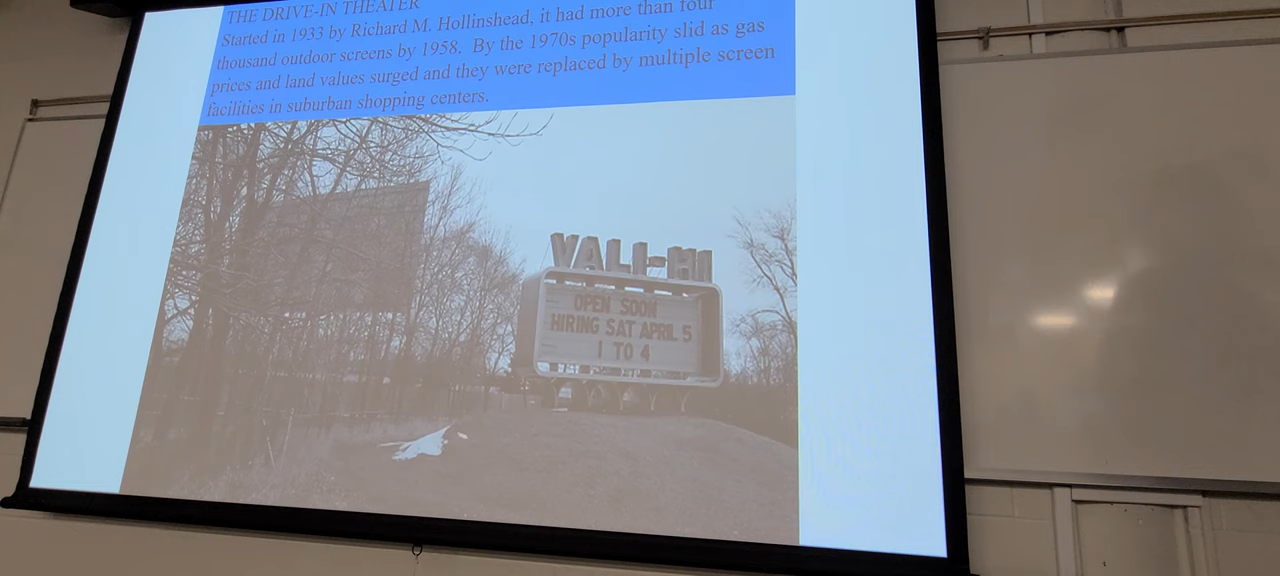 THE DRIVE-IN THEATER
Started in 1933 by Richard M. Hollinshead, it had more than four
thousand outdoor screens by 1958. By the 1970s popularity slid as gas
prices and land values surged and they were replaced by multiple screen
facilities in suburban shopping centers.
VALI-HI
OPEN SOON
HIRING SAT APRIL 5
1 TO 4